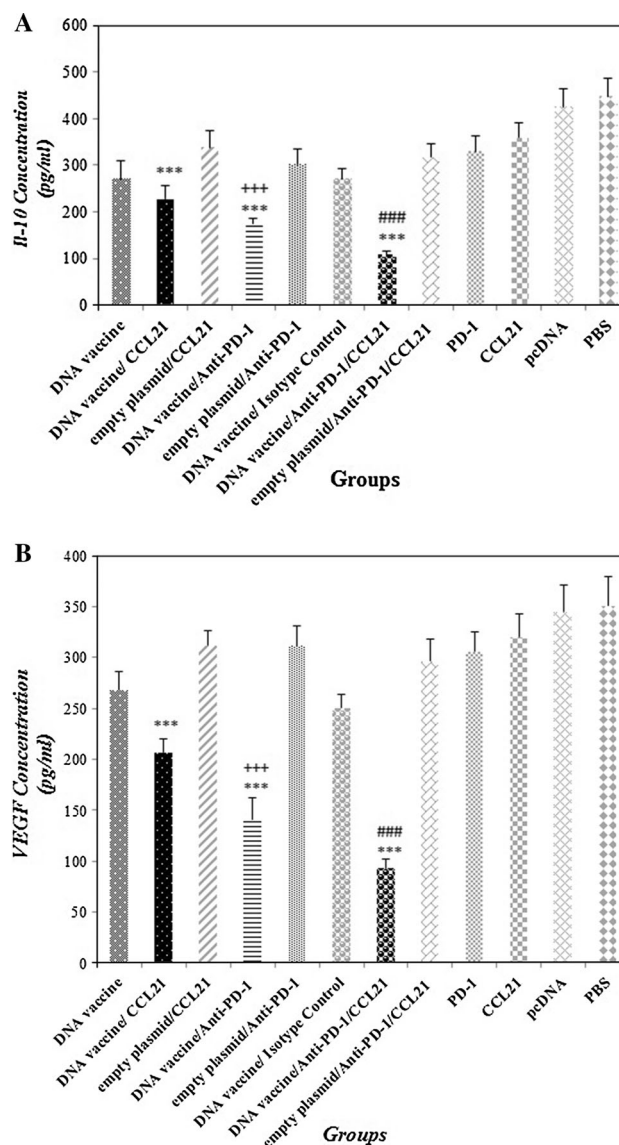 A
600
500
400
300
200
100
0
Il-10 Concentration
(pg/ml)
***
+++
***
###
***
DNA vaccine
DNA vaccine/ CCL21
empty plasmid/CCL21
DNA vaccine/Anti-PD-1
empty plasmid/Anti-PD-1
DNA vaccine/ Isotype Control
DNA vaccine/Anti-PD-1/CCL21
empty plasmid/Anti-PD-1/CCL21
PD-1
CCL21
pcDNA
PBS
Groups
B
400
350
300
250
200
150
100
50
0
VEGF Concentration
(pg/ml)
***
+++
***
###
***
DNA vaccine
DNA vaccine/ CCL21
empty plasmid/CCL21
DNA vaccine/Anti-PD-1
empty plasmid/Anti-PD-1
DNA vaccine/ Isotype Control
DNA vaccine/Anti-PD-1/CCL21
empty plasmid/Anti-PD-1/CCL21
PD-1
CCL21
pcDNA
PBS
Groups